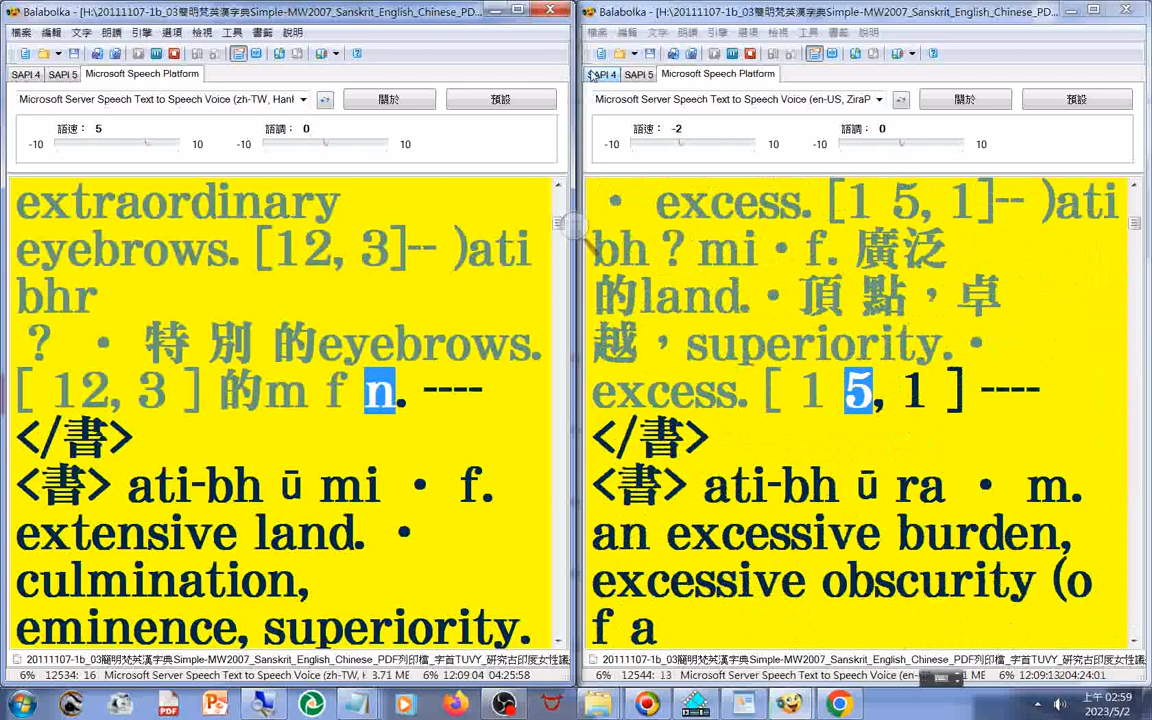 Balabolka - [H:\20111107-1b_03簡明梵英漢字典Simple-MW2007_Sanskrit_English_Chinese_PD...
檔案 編輯 文字 朗讀 引擎 選項 檢視 工具 書籤 說明
SAPI 4 SAPI 5 Microsoft Speech Platform
Microsoft Server Speech Text to Speech Voice (zh-TW, Hanl 關於 預設
語速： 5 語調： 0
-10 10 -10 10
extraordinary
eyebrows. [12, 3]-- )ati
bhr
？ • 特 別 的eyebrows.
[ 12, 3 ] 的m f n. ----
</書>
<書> ati-bh ū mi • f.
extensive land. •
culmination,
eminence, superiority.
20111107-1b_03簡明梵英漢字典Simple-MW2007_Sanskrit_English_Chinese_PDF列印檔_字首TUVY_研究古印度女性議
6% 12534: 16 Microsoft Server Speech Text to Speech Voice (zh-TW, H 3.71 ME 6% 12:09:04 04:25:58
Balabolka - [H:\20111107-1b_03簡明梵英漢字典Simple-MW2007_Sanskrit_English_Chinese_PDF...
檔案 編輯 文字 朗讀 引擎 選項 檢視 工具 書籤 說明
SAPI 4 SAPI 5 Microsoft Speech Platform
Microsoft Server Speech Text to Speech Voice (en-US, ZiraP 關於 預設
語速： -2 語調： 0
-10 10 -10 10
• excess. [1 5, 1]-- )ati
bh？mi • f. 廣泛
的land. • 頂 點，卓
越，superiority. •
excess. [ 1 5, 1 ] ----
</書>
<書> ati-bh ū ra • m.
an excessive burden,
excessive obscurity (o
f a
20111107-1b_03簡明梵英漢字典Simple-MW2007_Sanskrit_English_Chinese_PDF列印檔_字首TUVY_研究古印度女性議
6% 12544: 13 Microsoft Server Speech Text to Speech Voice (en-US 6% 12:09:13 04:24:01
上午 02:59
2023/5/2